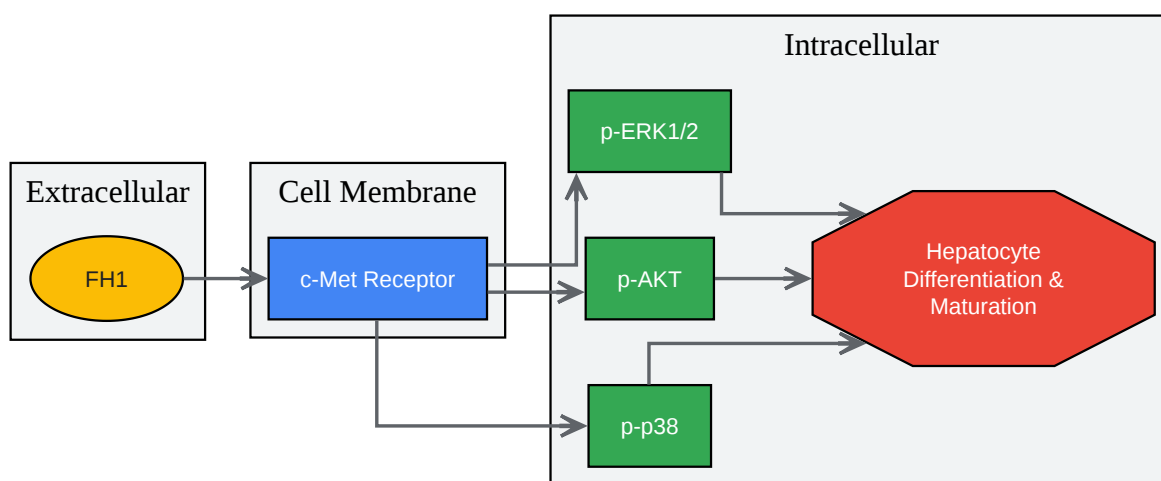 Extracellular
FH1
Cell Membrane
c-Met Receptor
Intracellular
p-ERK1/2
p-AKT
p-p38
Hepatocyte
Differentiation &
Maturation